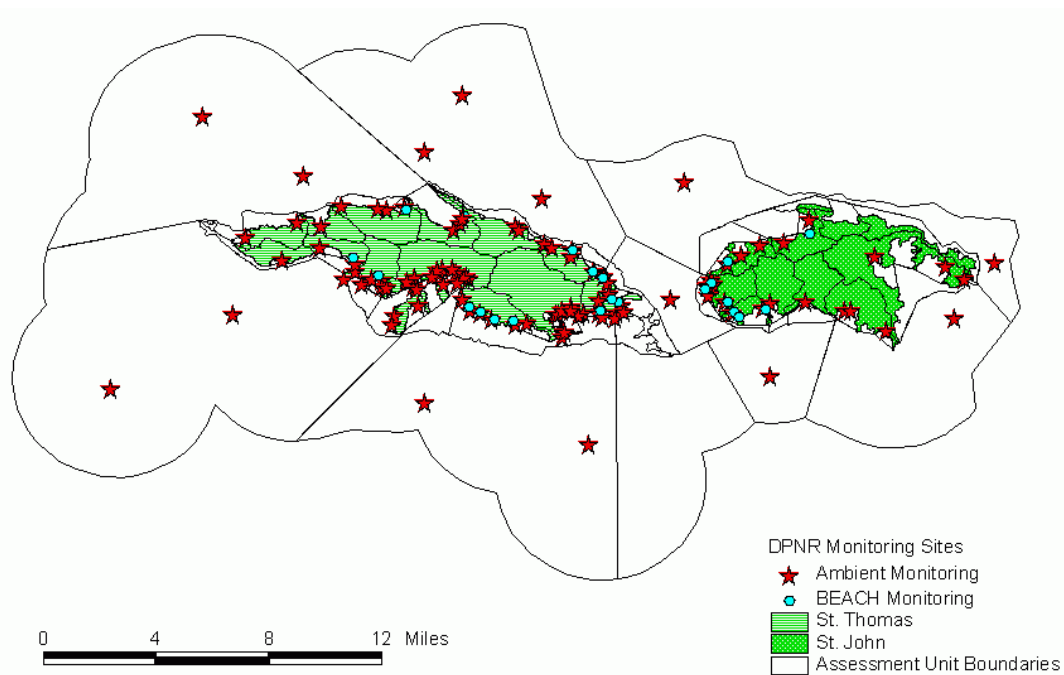 DPNR Monitoring Sites
Ambient Monitoring
BEACH Monitoring
St. Thomas
St. John
Assessment Unit Boundaries
0 4 8 12 Miles